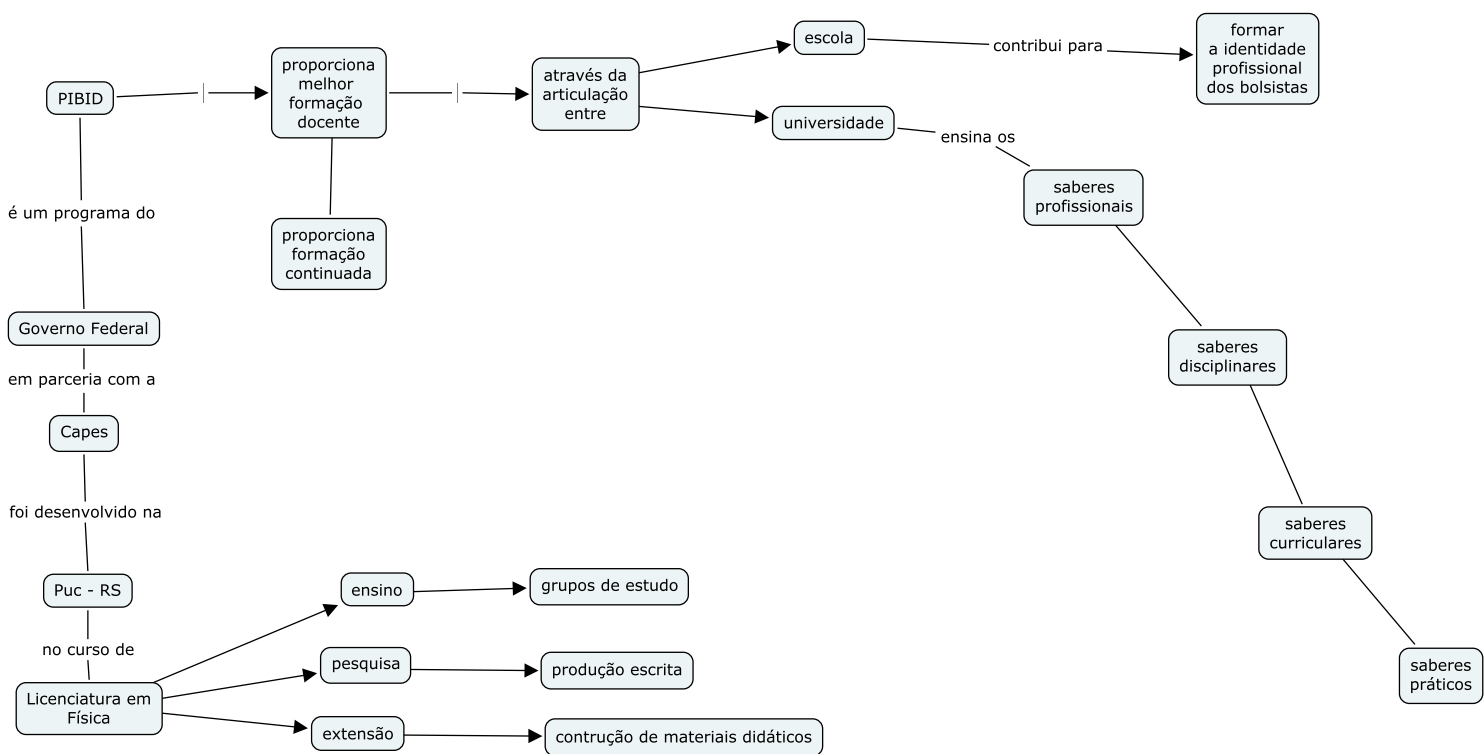 PIBID
proporciona
melhor
formação
docente
através da
articulação
entre
escola
contribui para
formar
a identidade
profissional
dos bolsistas
universidade
ensina os
saberes
profissionais
saberes
disciplinares
saberes
curriculares
saberes
práticos
proporciona
formação
continuada
é um programa do
Governo Federal
em parceria com a
Capes
foi desenvolvido na
Puc - RS
no curso de
Licenciatura em
Física
ensino
grupos de estudo
pesquisa
produção escrita
extensão
contrução de materiais didáticos